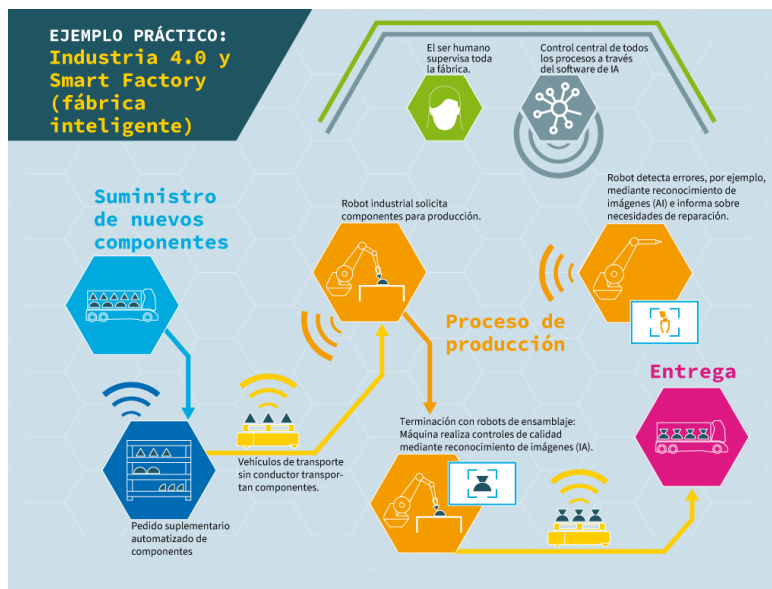 EJEMPLO PRÁCTICO:
Industria 4.0 y
Smart Factory
(fábrica
inteligente)
El ser humano
supervisa toda
la fábrica.
Control central de todos
los procesos a través
del software de IA
Suministro
de nuevos
componentes
Robot industrial solicita
componentes para producción.
Robot detecta errores, por ejemplo,
mediante reconocimiento de
imágenes (AI) e informa sobre
necesidades de reparación.
Proceso de
producción
Entrega
Terminación con robots de ensamblaje:
Máquina realiza controles de calidad
mediante reconocimiento de imágenes (IA).
Vehículos de transporte
sin conductor transpor-
tan componentes.
Pedido suplementario
automatizado de
componentes